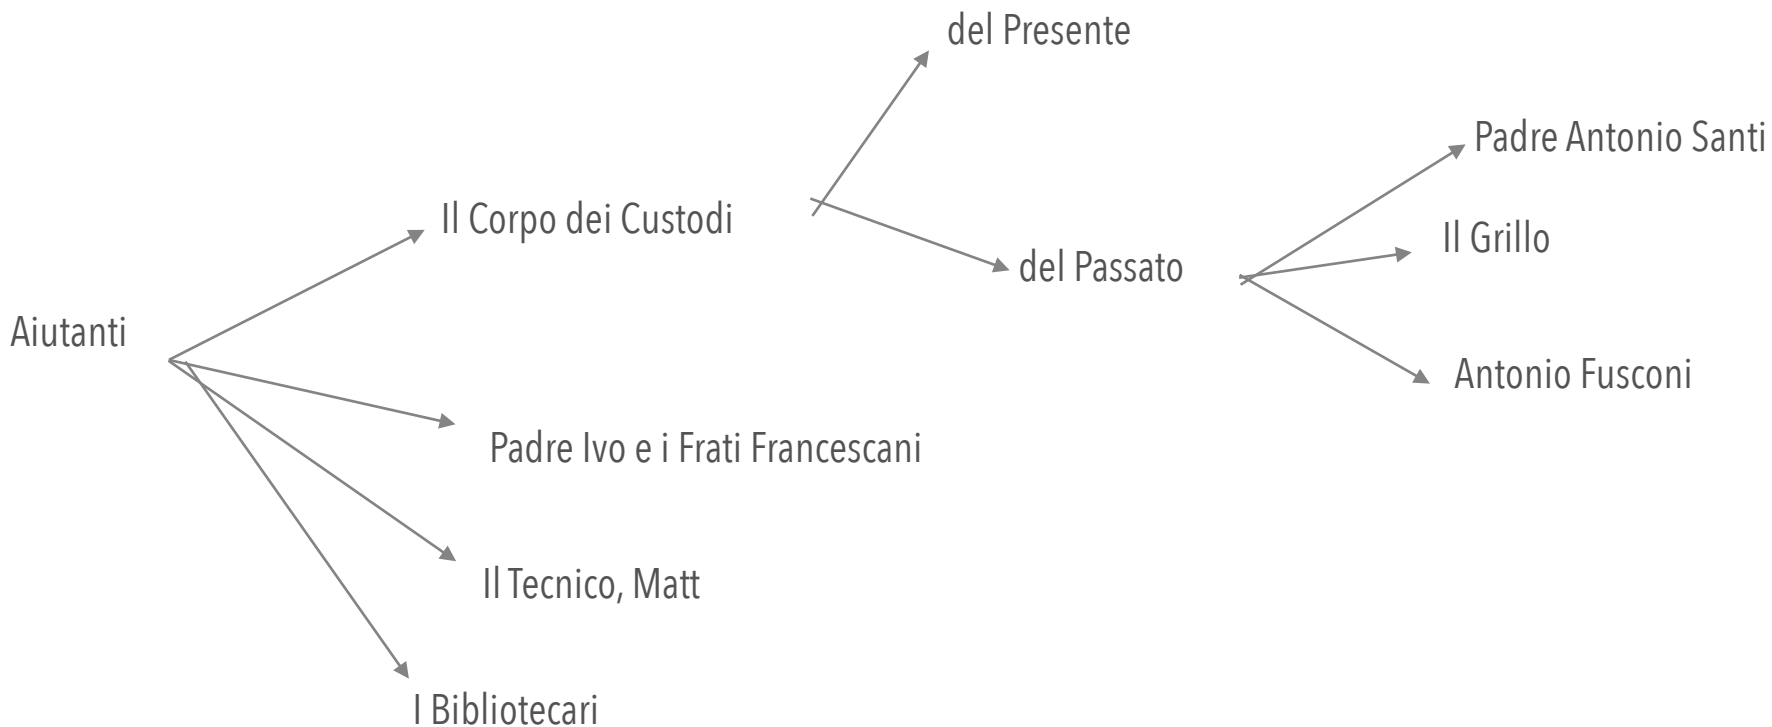 del Presente
Padre Antonio Santi
Il Corpo dei Custodi
Il Grillo
del Passato
Aiutanti
Antonio Fusconi
Padre Ivo e i Frati Francescani
Il Tecnico, Matt
I Bibliotecari